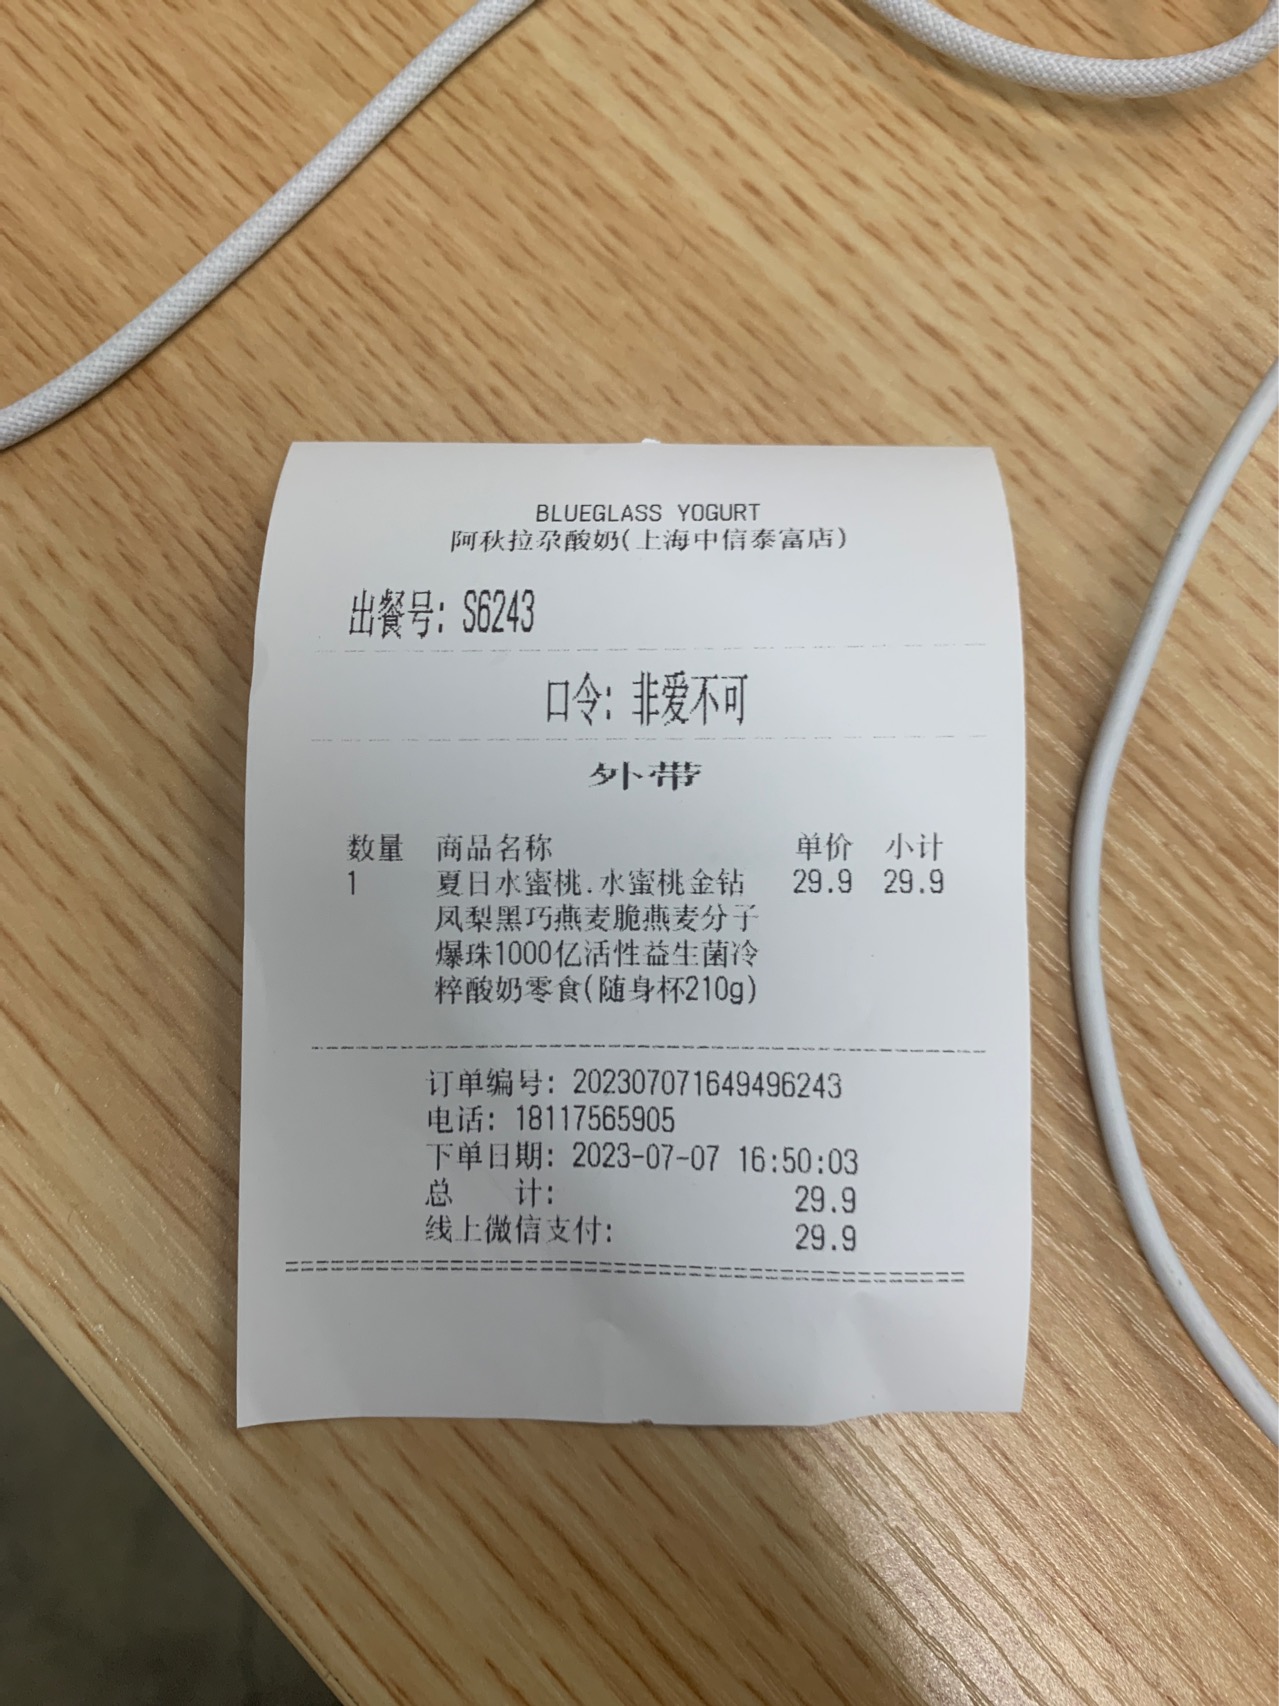 BLUEGLASS YOGURT
阿秋拉尕酸奶(上海中信泰富店)
出餐号: S6243
口令: 非爱不可
外带
数量 商品名称 单价 小计
1 夏日水蜜桃.水蜜桃金钻 29.9 29.9
凤梨黑巧燕麦脆燕麦分子
爆珠1000亿活性益生菌冷
粹酸奶零食(随身杯210g)
订单编号: 202307071649496243
电话: 18117565905
下单日期: 2023-07-07 16:50:03
总 计: 29.9
线上微信支付: 29.9